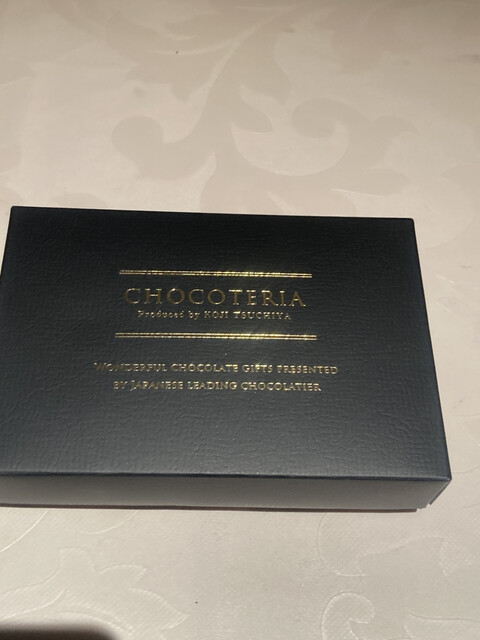 CHOCOTERIA
Produced by KOJI TSUCHIYA
WONDERFUL CHOCOLATE GIFTS PRESENTED
BY JAPANESE LEADING CHOCOLATIER